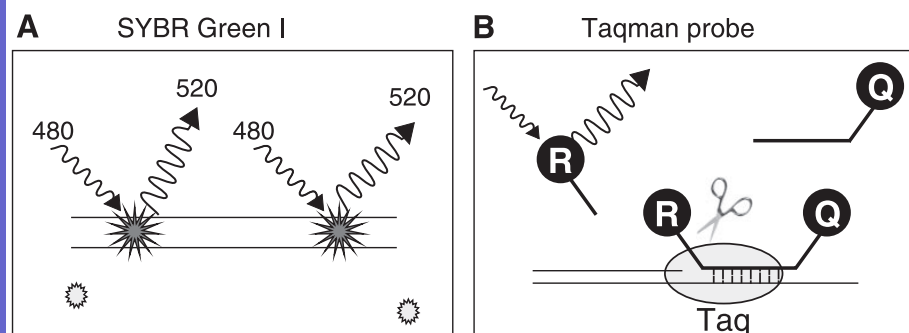 A SYBR Green I
480 520 480 520
B Taqman probe
R Q
R Q
Taq